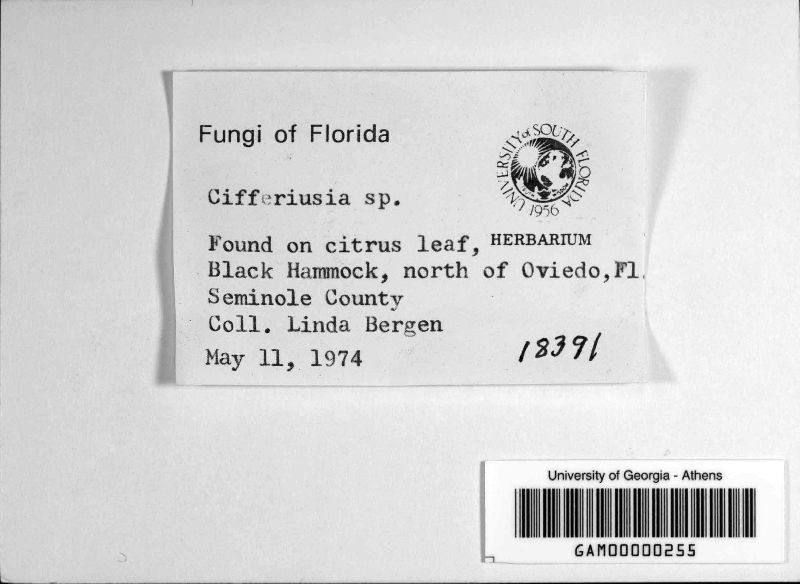 Fungi of Florida
UNIVERSITY of SOUTH FLORIDA
1956
Cifferiusia sp.
HERBARIUM
Found on citrus leaf,
Black Hammock, north of Oviedo,Fl.
Seminole County
Coll. Linda Bergen
May 11, 1974
18391
University of Georgia - Athens
GAM00000255